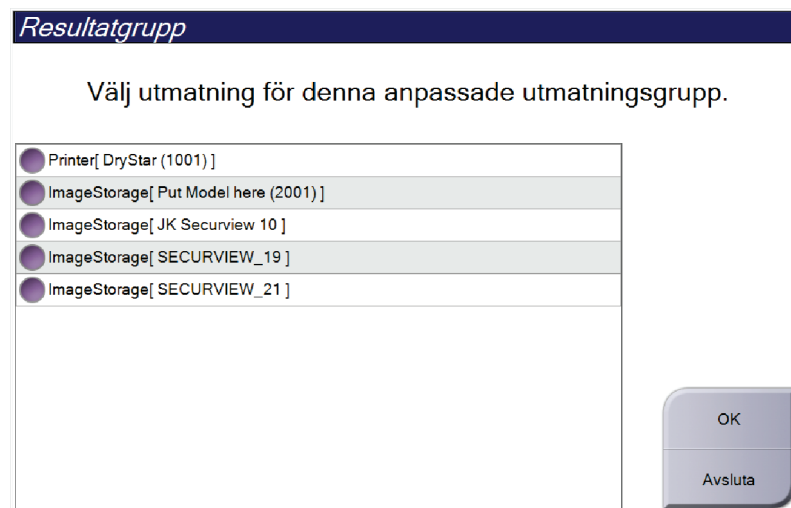 Resultatgrupp
Välj utmatning för denna anpassade utmatningsgrupp.
Printer[ DryStar (1001) ]
ImageStorage[ Put Model here (2001) ]
ImageStorage[ JK Securview 10 ]
ImageStorage[ SECURVIEW_19 ]
ImageStorage[ SECURVIEW_21 ]
OK
Avsluta